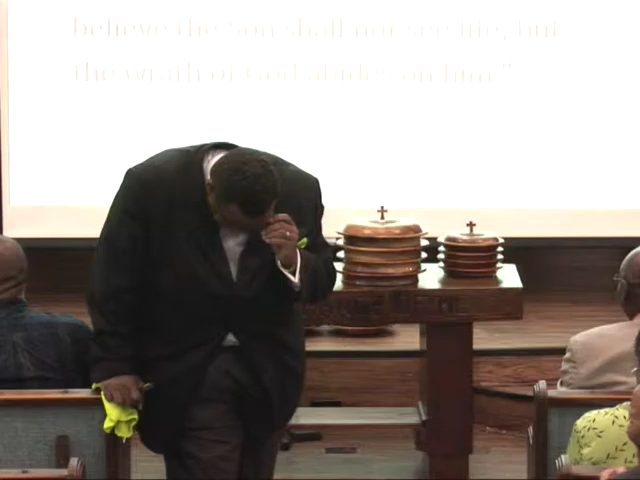 believe the Son shall not see life, but
the wrath of God abides on him."